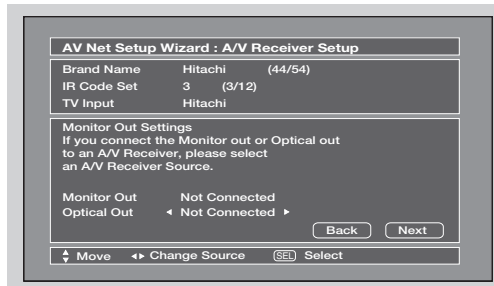 AV Net Setup Wizard : A/V Receiver Setup
Brand Name Hitachi (44/54)
IR Code Set 3 (3/12)
TV Input Hitachi
Monitor Out Settings
If you connect the Monitor out or Optical out
to an A/V Receiver, please select
an A/V Receiver Source.
Monitor Out Not Connected
Optical Out Not Connected
Back Next
Move Change Source SEL Select